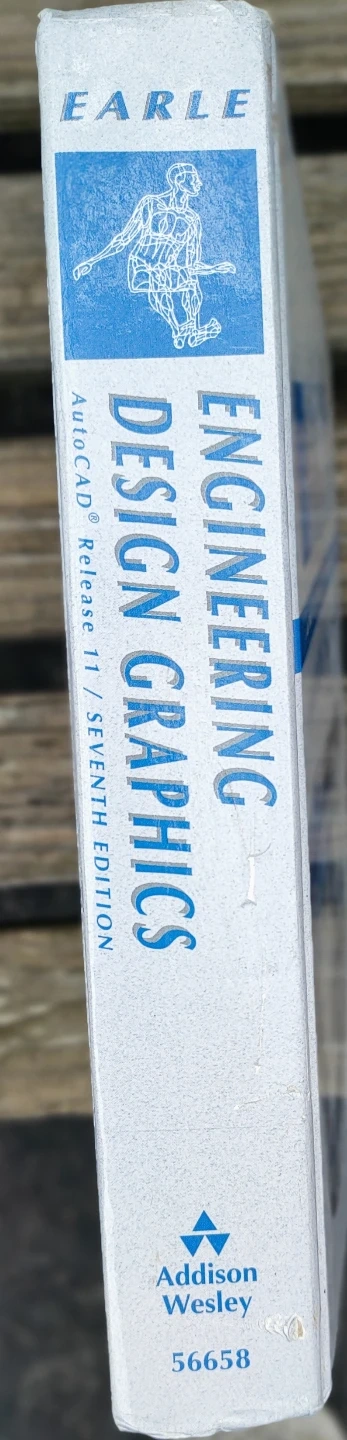 EARLE
ENGINEERING
DESIGN GRAPHICS
AutoCAD® Release 11 / SEVENTH EDITION
Addison
Wesley
56658